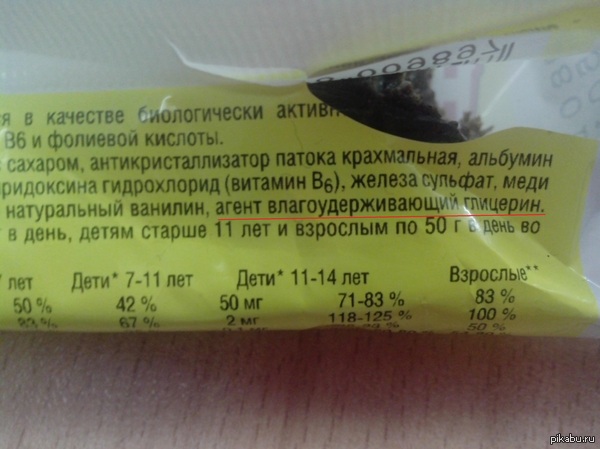 в качестве биологически активн
В6 и фолиевой кислоты.
сахаром, антикристаллизатор патока крахмальная, альбумин
ридоксина гидрохлорид (витамин В6), железа сульфат, меди
натуральный ванилин, агент влагоудерживающий глицерин.
в день, детям старше 11 лет и взрослым по 50 г в день во
лет Дети* 7-11 лет Дети* 11-14 лет Взрослые**
50 % 42 % 50 мг 71-83 % 83 %
83% 67 % 2 мг 118-125 % 100 %
50 %
pikabu.ru